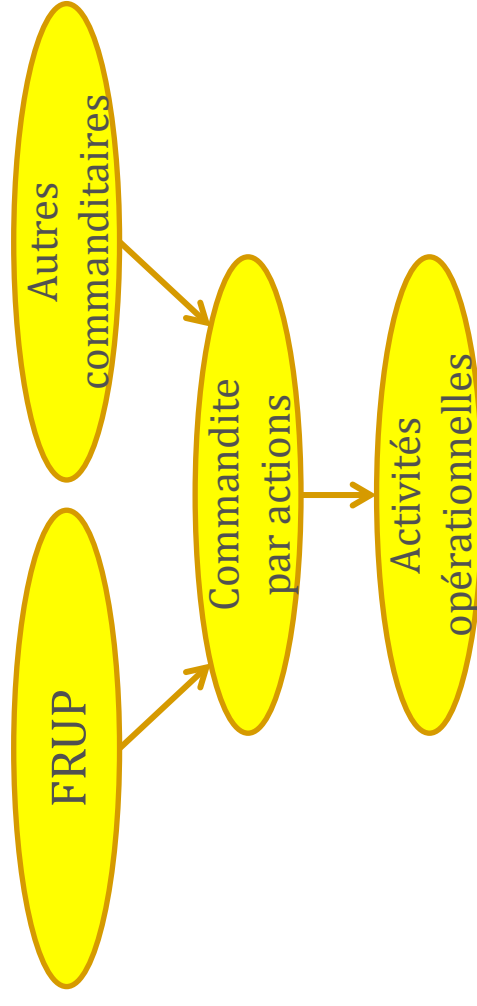 FRUP
Autres
commanditaires
Commandite
par actions
Activités
opérationnelles